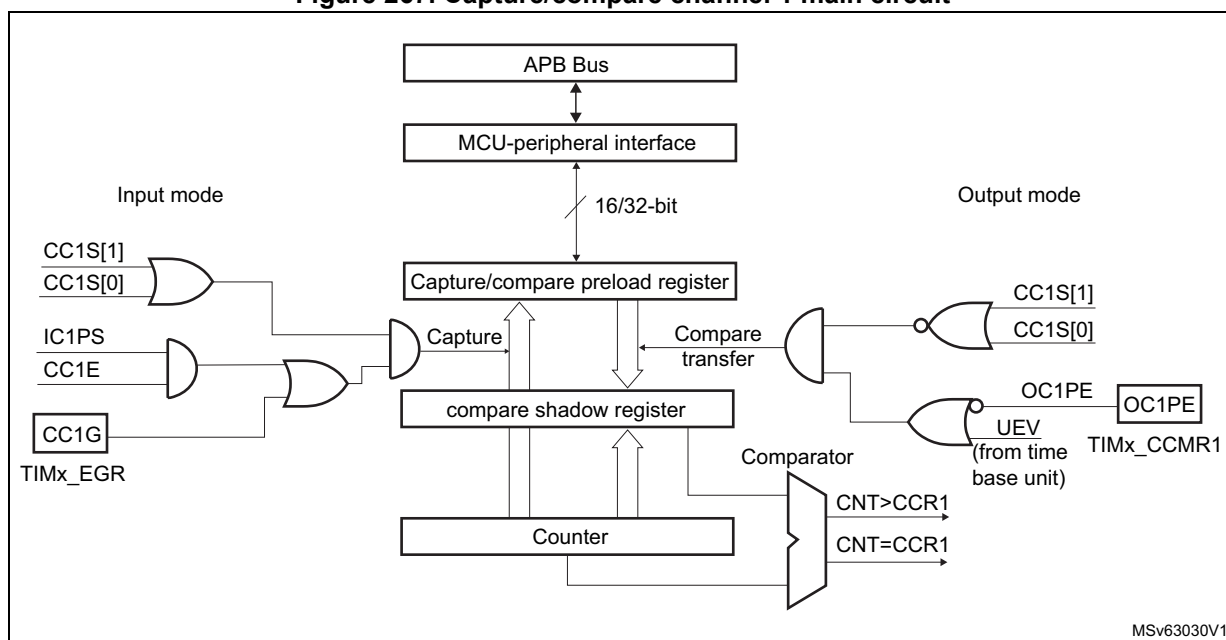 Figure Capture/compare channel 1 main circuit
APB Bus
MCU-peripheral interface
16/32-bit
Input mode
Output mode
CC1S[1]
CC1S[0]
IC1PS
CC1E
CC1G
TIMx_EGR
Capture/compare preload register
Capture
Compare
transfer
compare shadow register
CC1S[1]
CC1S[0]
OC1PE
OC1PE
UEV
(from time
base unit)
TIMx_CCMR1
Comparator
Counter
CNT>CCR1
CNT=CCR1
MSv63030V1